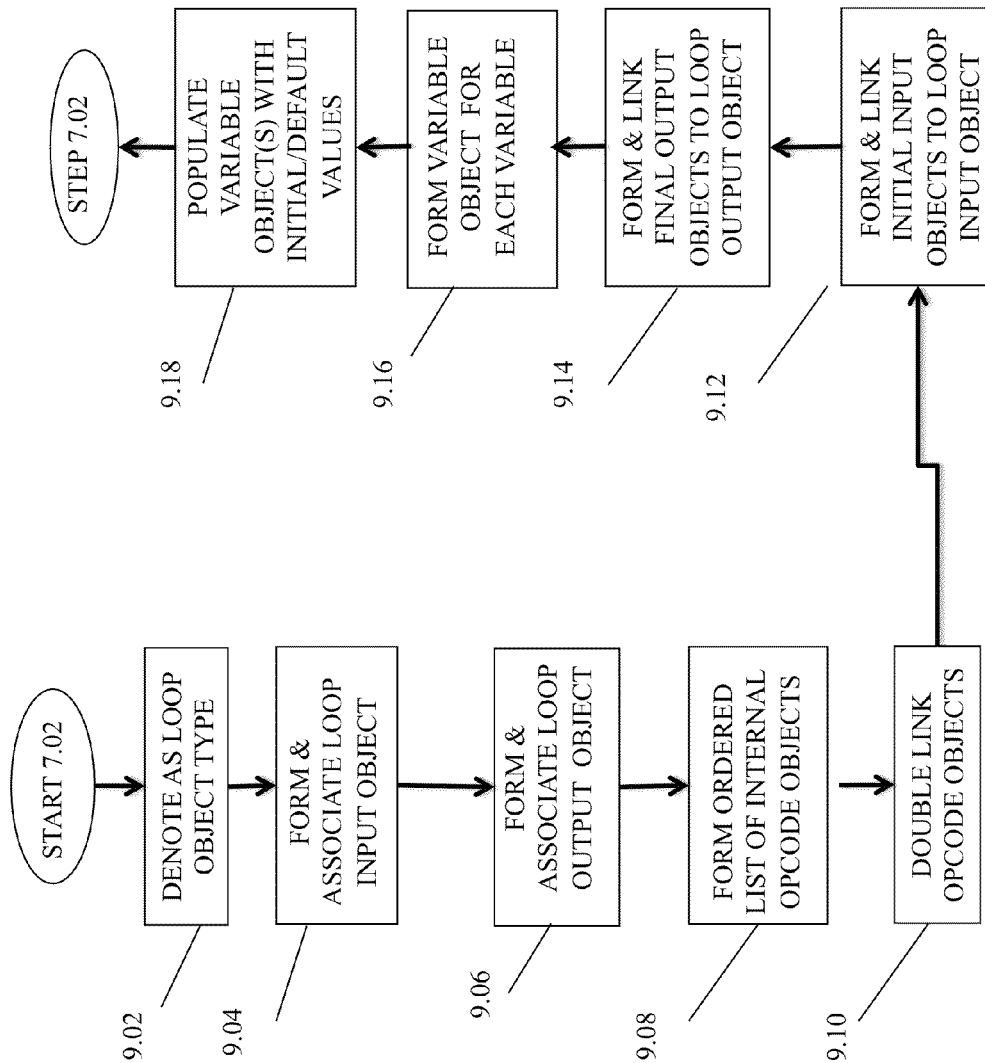 START 7.02
9.02
DENOTE AS LOOP
OBJECT TYPE
9.04
FORM &
ASSOCIATE LOOP
INPUT OBJECT
9.06
FORM &
ASSOCIATE LOOP
OUTPUT OBJECT
9.08
FORM ORDERED
LIST OF INTERNAL
OPCODE OBJECTS
9.10
DOUBLE LINK
OPCODE OBJECTS
9.12
FORM & LINK
INITIAL INPUT
OBJECTS TO LOOP
INPUT OBJECT
9.14
FORM & LINK
FINAL OUTPUT
OBJECTS TO LOOP
OUTPUT OBJECT
9.16
FORM VARIABLE
OBJECT FOR
EACH VARIABLE
9.18
POPULATE
VARIABLE
OBJECT(S) WITH
INITIAL/DEFAULT
VALUES
STEP 7.02